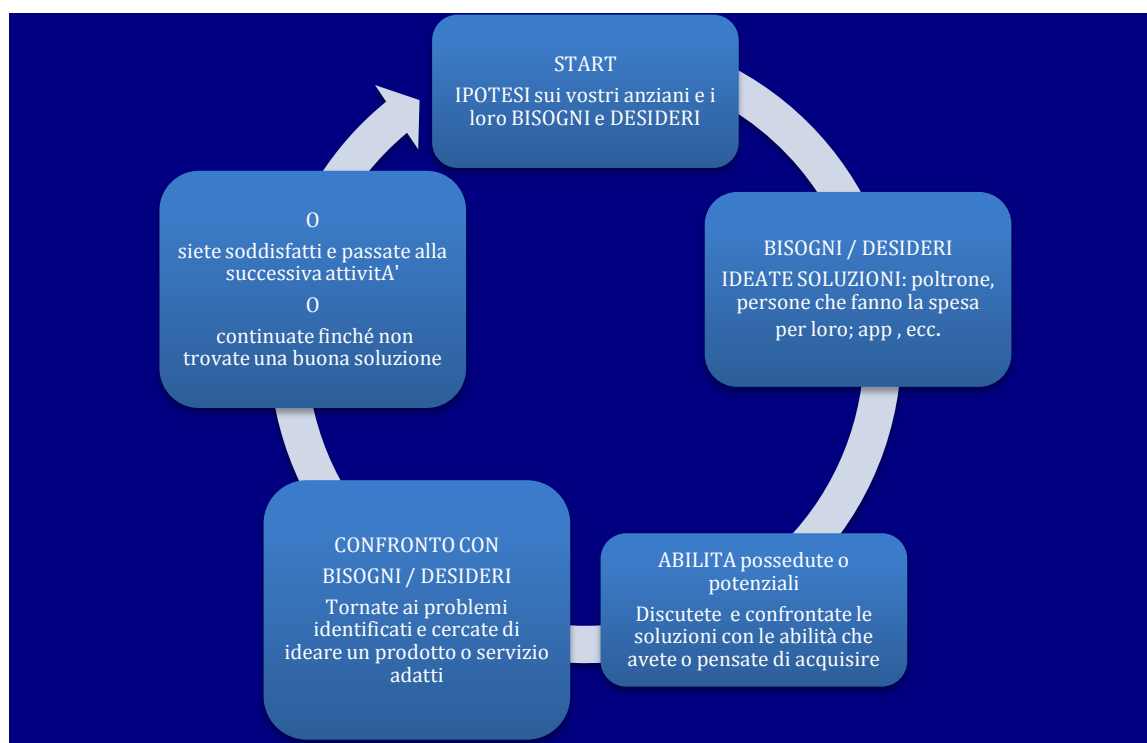 START
IPOTESI sui vostri anziani e i
loro BISOGNI e DESIDERI
BISOGNI / DESIDERI
IDEATE SOLUZIONI: poltrone,
persone che fanno la spesa
per loro; app , ecc.
ABILITA possedute o
potenziali
Discutete e confrontate le
soluzioni con le abilità che
avete o pensate di acquisire
CONFRONTO CON
BISOGNI / DESIDERI
Tornate ai problemi
identificati e cercate di
ideare un prodotto o servizio
adatti
O
siete soddisfatti e passate alla
successiva attivitA'
O
continuate finché non
trovate una buona soluzione